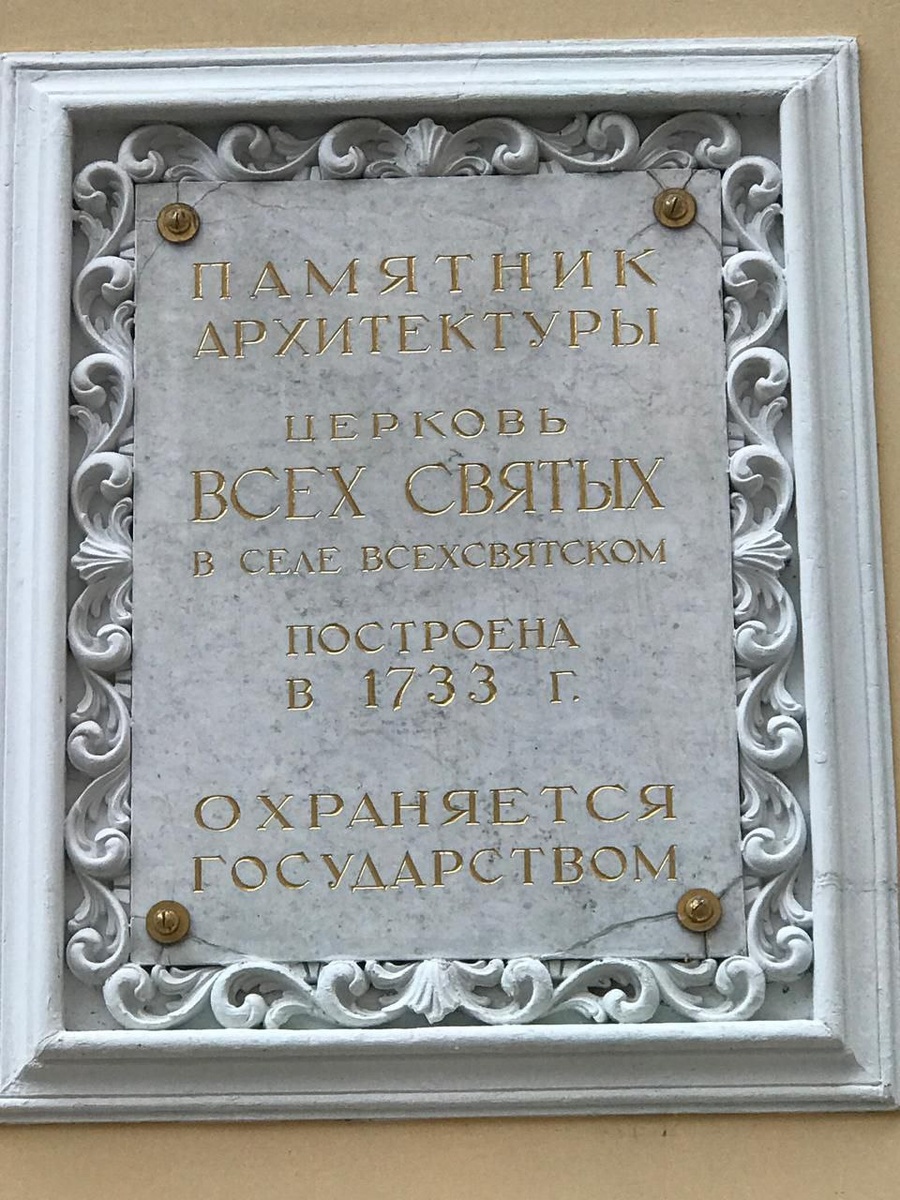 ПАМЯТНИК
АРХИТЕКТУРЫ
ЦЕРКОВЬ
ВСЕХ СВЯТЫХ
В СЕЛЕ ВСЕХСВЯТСКОМ
ПОСТРОЕНА
В 1733 Г.
ОХРАНЯЕТСЯ
ГОСУДАРСТВОМ